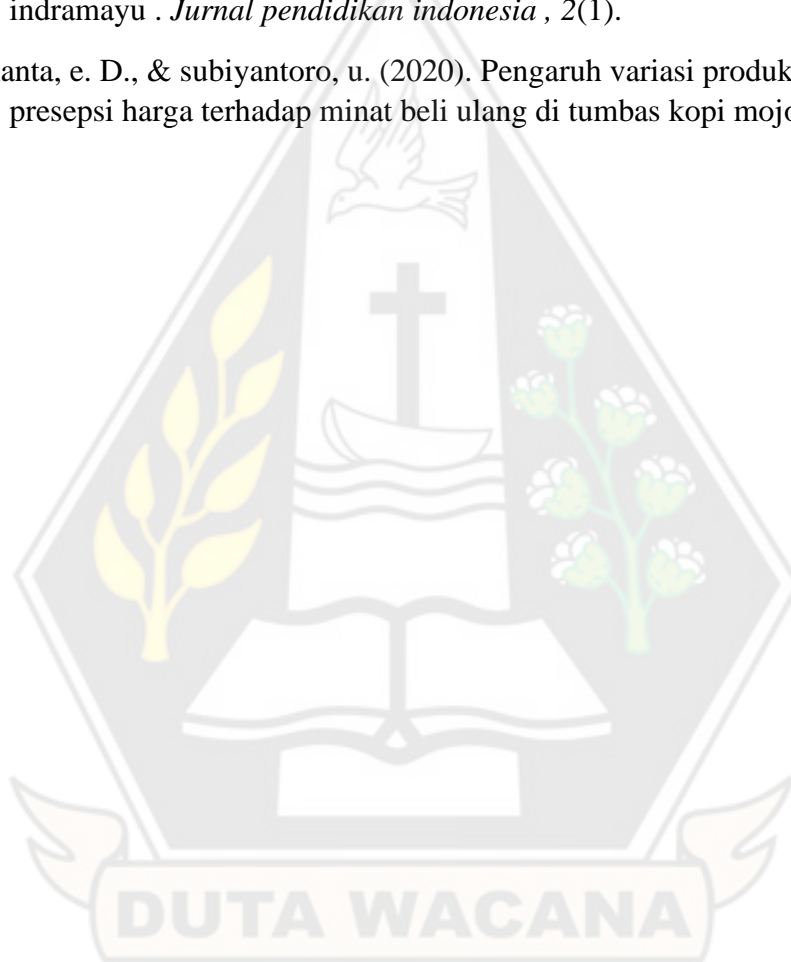 indramayu . Jurnal pendidikan indonesia , 2(1).
anta, e. D., & subiyantoro, u. (2020). Pengaruh variasi produk
presepsi harga terhadap minat beli ulang di tumbas kopi mojo
DUTA WACANA